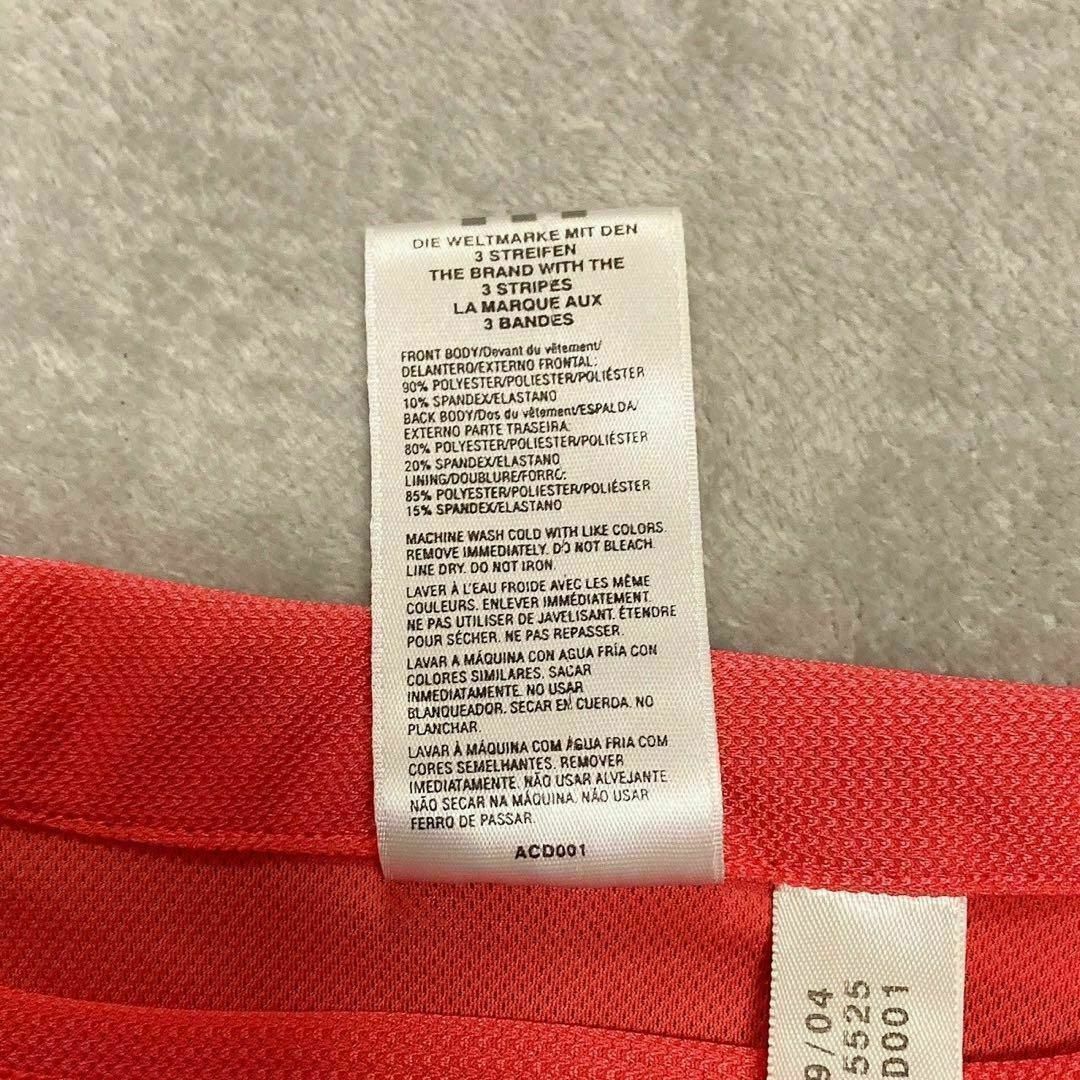 DIE WELTMARKE MIT DEN
3 STREIFEN
THE BRAND WITH THE
3 STRIPES
LA MARQUE AUX
3 BANDES
FRONT BODY/Devant du vêtement/
DELANTERO/EXTERNO FRONTAL:
90% POLYESTER/POLIESTER/POLIÉSTER
10% SPANDEX/ELASTANO
BACK BODY/Dos du vêtement/ESPALDA/
EXTERNO PARTE TRASEIRA:
80% POLYESTER/POLIESTER/POLIÉSTER
20% SPANDEX/ELASTANO
LINING/DOUBLURE/FORRO:
85% POLYESTER/POLIESTER/POLIÉSTER
15% SPANDEX/ELASTANO
MACHINE WASH COLD WITH LIKE COLORS.
REMOVE IMMEDIATELY. DO NOT BLEACH.
LINE DRY. DO NOT IRON.
LAVER À L'EAU FROIDE AVEC LES MÊME
COULEURS. ENLEVER IMMÉDIATEMENT.
NE PAS UTILISER DE JAVELISANT. ÉTENDRE
POUR SÉCHER. NE PAS REPASSER.
LAVAR A MÁQUINA CON AGUA FRÍA CON
COLORES SIMILARES. SACAR
INMEDIATAMENTE. NO USAR
BLANQUEADOR. SECAR EN CUERDA. NO
PLANCHAR.
LAVAR À MÁQUINA COM ÁGUA FRIA COM
CORES SEMELHANTES. REMOVER
IMEDIATAMENTE. NÃO USAR ALVEJANTE.
NÃO SECAR NA MÁQUINA. NÃO USAR
FERRO DE PASSAR.
ACD001
9/04
5525
D001